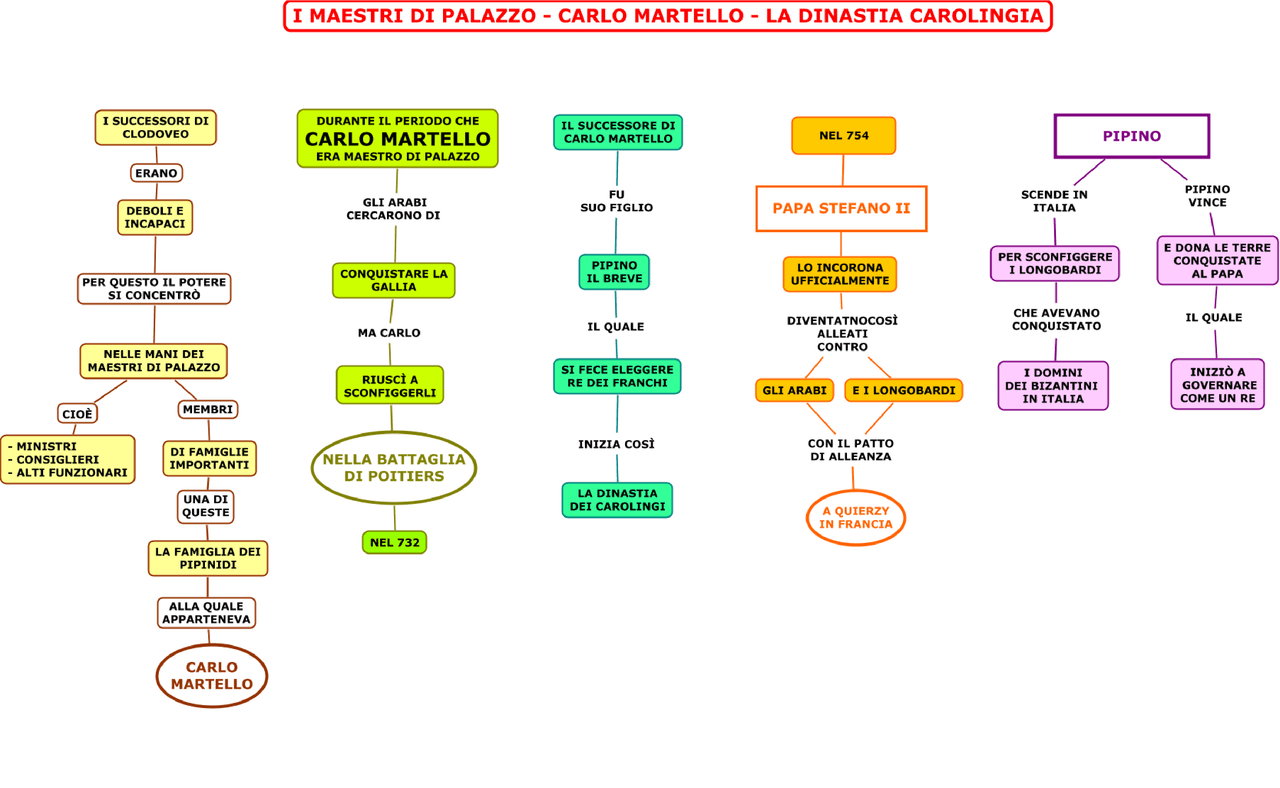 I MAESTRI DI PALAZZO - CARLO MARTELLO - LA DINASTIA CAROLINGIA
I SUCCESSORI DI
CLODOVEO
ERANO
DEBOLI E
INCAPACI
PER QUESTO IL POTERE
SI CONCENTRÒ
NELLE MANI DEI
MAESTRI DI PALAZZO
CIOÈ
- MINISTRI
- CONSIGLIERI
- ALTI FUNZIONARI
MEMBRI
DI FAMIGLIE
IMPORTANTI
UNA DI
QUESTE
LA FAMIGLIA DEI
PIPINIDI
ALLA QUALE
APPARTENEVA
CARLO
MARTELLO
DURANTE IL PERIODO CHE
CARLO MARTELLO
ERA MAESTRO DI PALAZZO
GLI ARABI
CERCARONO DI
CONQUISTARE LA
GALLIA
MA CARLO
RIUSCÌ A
SCONFIGGERLI
NELLA BATTAGLIA
DI POITIERS
NEL 732
IL SUCCESSORE DI
CARLO MARTELLO
FU
SUO FIGLIO
PIPINO
IL BREVE
IL QUALE
SI FECE ELEGGERE
RE DEI FRANCHI
INIZIA COSÌ
LA DINASTIA
DEI CAROLINGI
NEL 754
PAPA STEFANO II
LO INCORONA
UFFICIALMENTE
DIVENTATNOCOSÌ
ALLEATI
CONTRO
GLI ARABI
E I LONGOBARDI
CON IL PATTO
DI ALLEANZA
A QUIERZY
IN FRANCIA
PIPINO
SCENDE IN
ITALIA
PER SCONFIGGERE
I LONGOBARDI
CHE AVEVANO
CONQUISTATO
I DOMINI
DEI BIZANTINI
IN ITALIA
PIPINO
VINCE
E DONA LE TERRE
CONQUISTATE
AL PAPA
IL QUALE
INIZIÒ A
GOVERNARE
COME UN RE